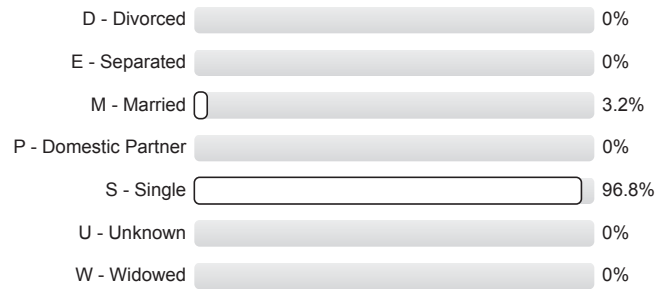 D - Divorced 0%
E - Separated 0%
M - Married 3.2%
P - Domestic Partner 0%
S - Single 96.8%
U - Unknown 0%
W - Widowed 0%